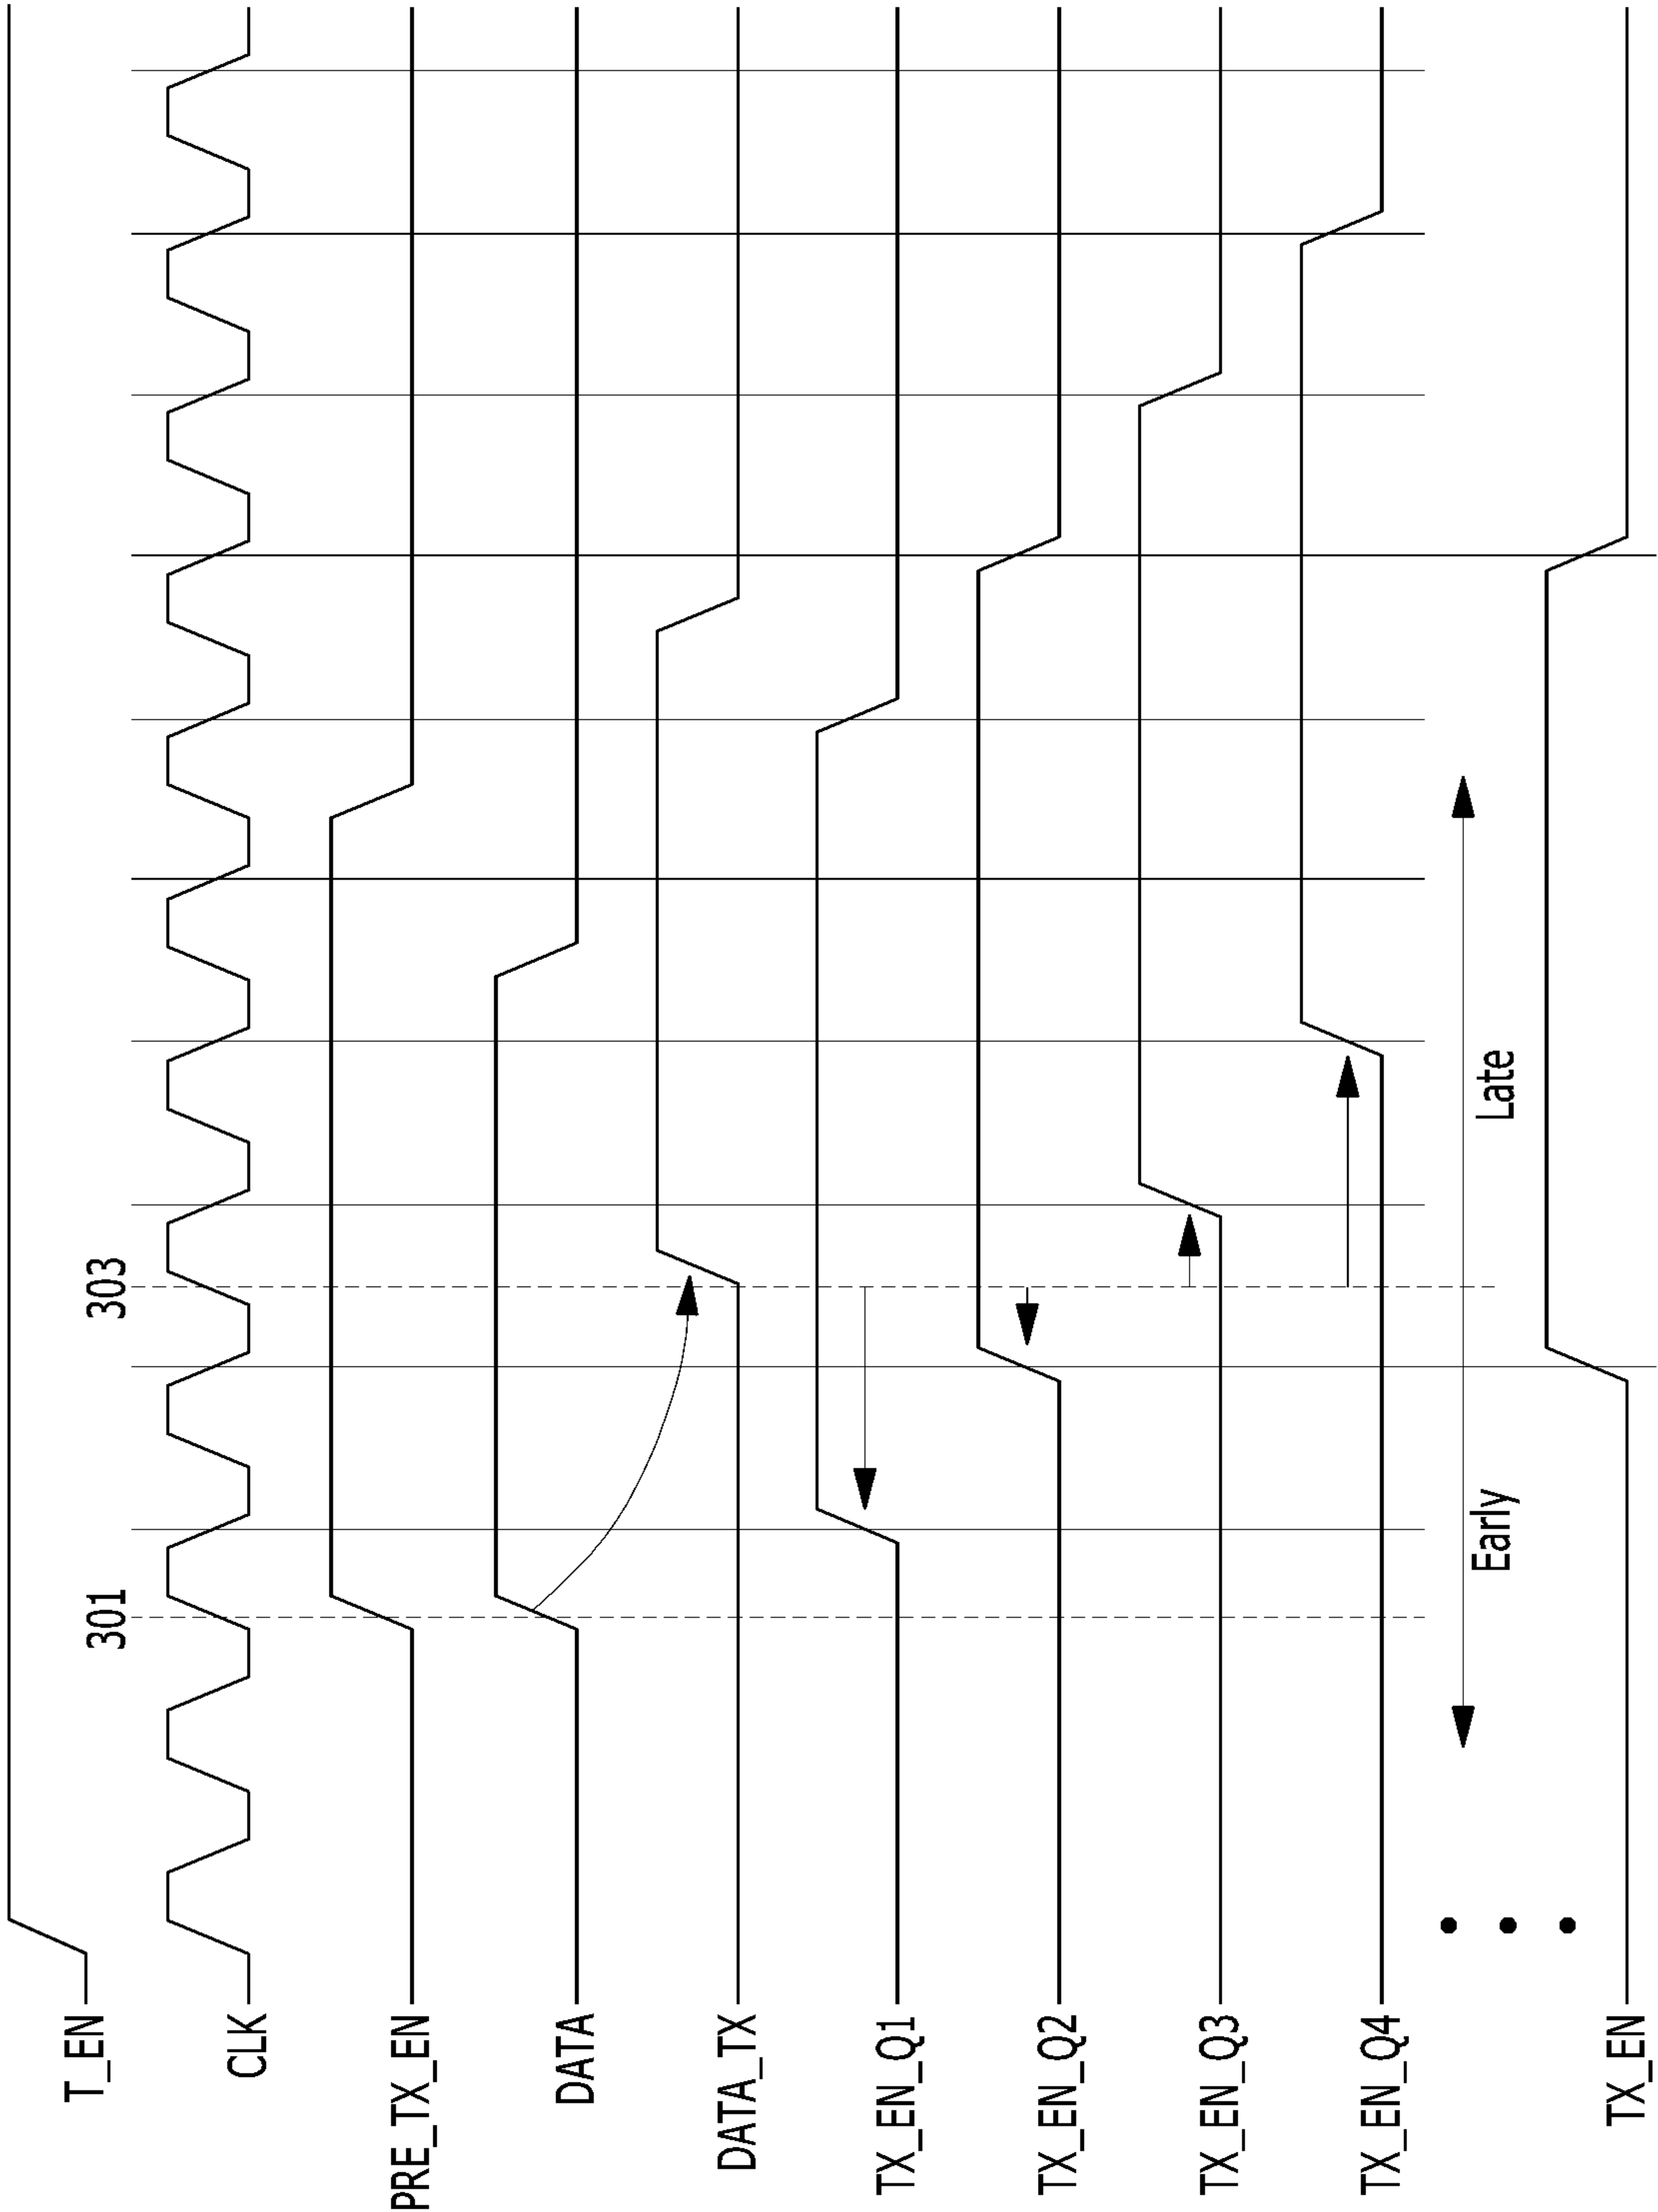 301
303
T_EN
CLK
PRE_TX_EN
DATA
DATA_TX
TX_EN_Q1
TX_EN_Q2
TX_EN_Q3
TX_EN_Q4
Early
Late
TX_EN